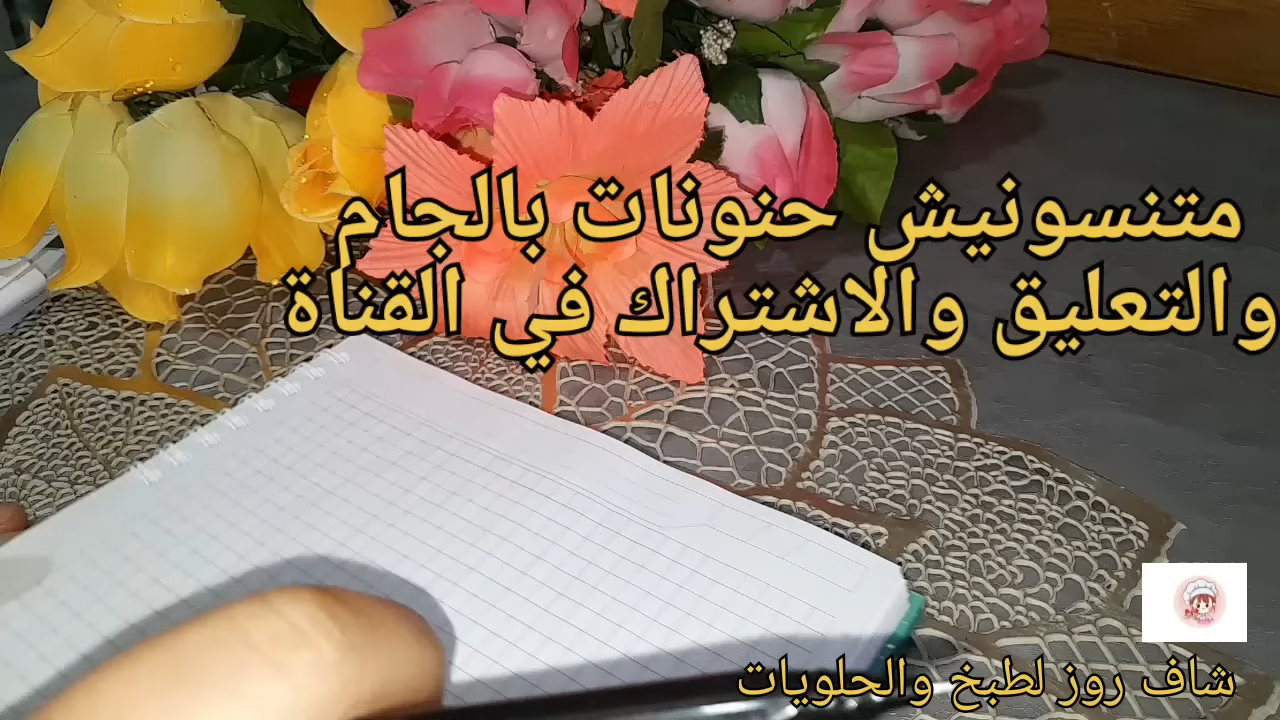 متنسونيش حنونات بالجام
والتعليق والاشتراك في القناة
شاف روز لطبخ والحلويات